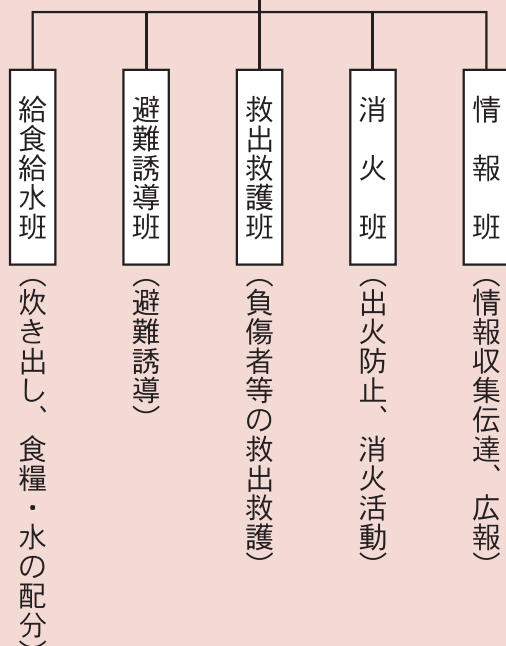 情報班
（情報収集伝達、広報）
消火班
（出火防止、消火活動）
救出救護班
（負傷者等の救出救護）
避難誘導班
（避難誘導）
給食給水班
（炊き出し、食糧・水の配分）